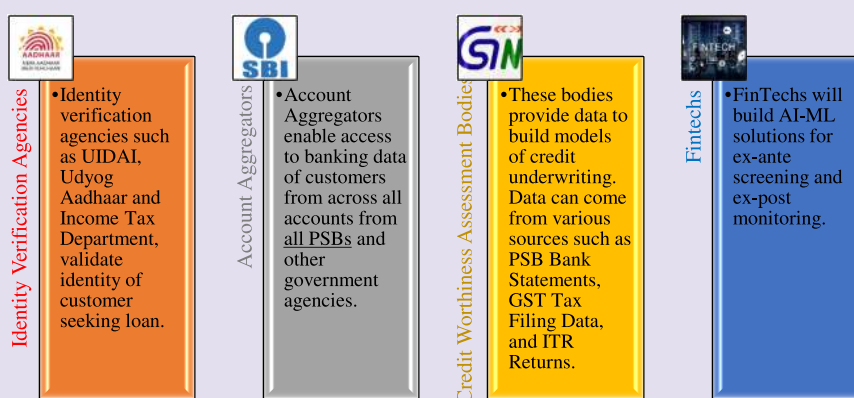 AADHAAR
Identity Verification Agencies
•Identity
verification
agencies such
as UIDAI,
Udyog
Aadhaar and
Income Tax
Department,
validate
identity of
customer
seeking loan.
SBI
Account Aggregators
•Account
Aggregators
enable access
to banking data
of customers
from across all
accounts from
all PSBs and
other
government
agencies.
GSTN
Credit Worthiness Assessment Bodies
•These bodies
provide data to
build models
of credit
underwriting.
Data can come
from various
sources such as
PSB Bank
Statements,
GST Tax
Filing Data,
and ITR
Returns.
FINTECH
Fintechs
•FinTechs will
build AI-ML
solutions for
ex-ante
screening and
ex-post
monitoring.